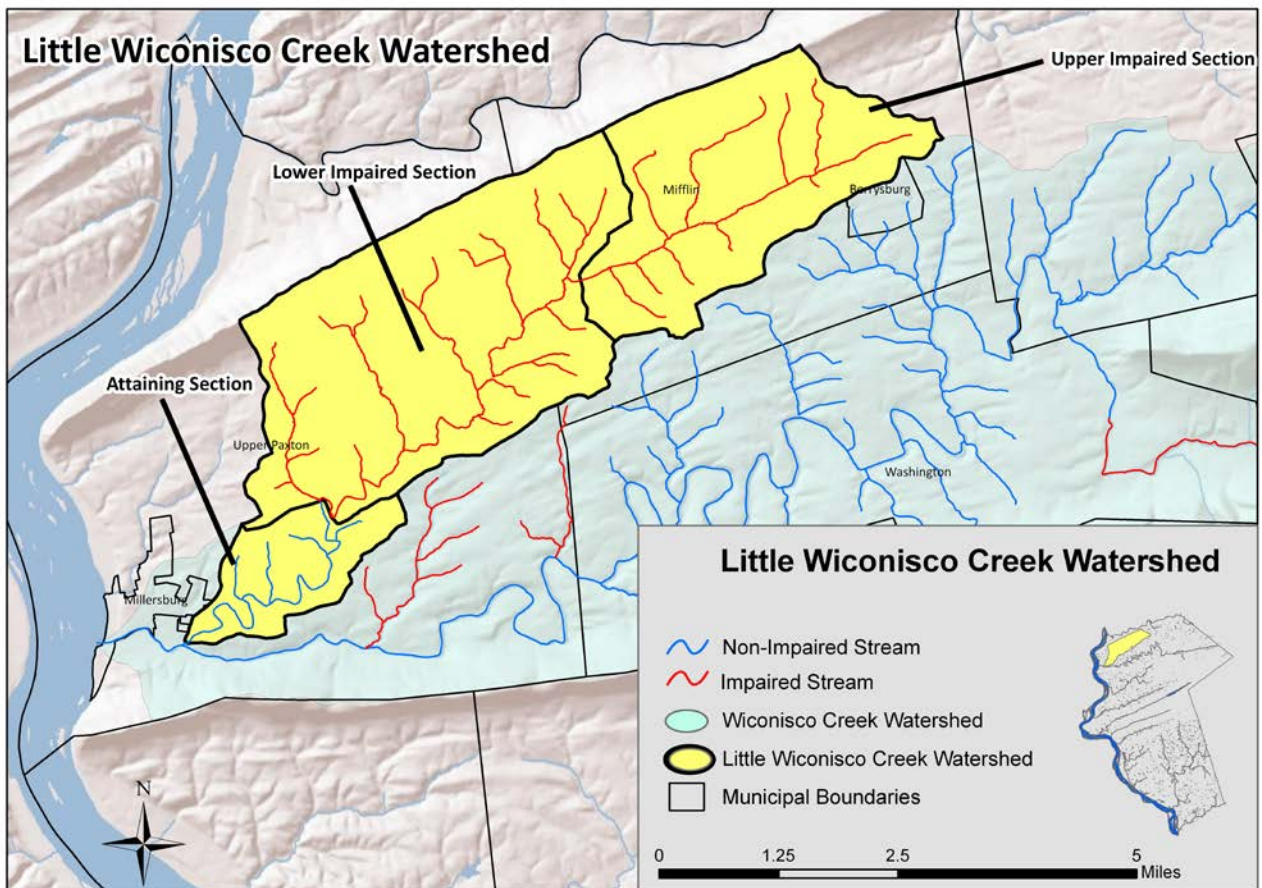 Little Wiconisco Creek Watershed
Upper Impaired Section
Lower Impaired Section
Mifflin
Berrysburg
Attaining Section
Upper Paxton
Washington
Millersburg
Little Wiconisco Creek Watershed
Non-Impaired Stream
Impaired Stream
Wiconisco Creek Watershed
Little Wiconisco Creek Watershed
Municipal Boundaries
N
0 1.25 2.5 5
Miles